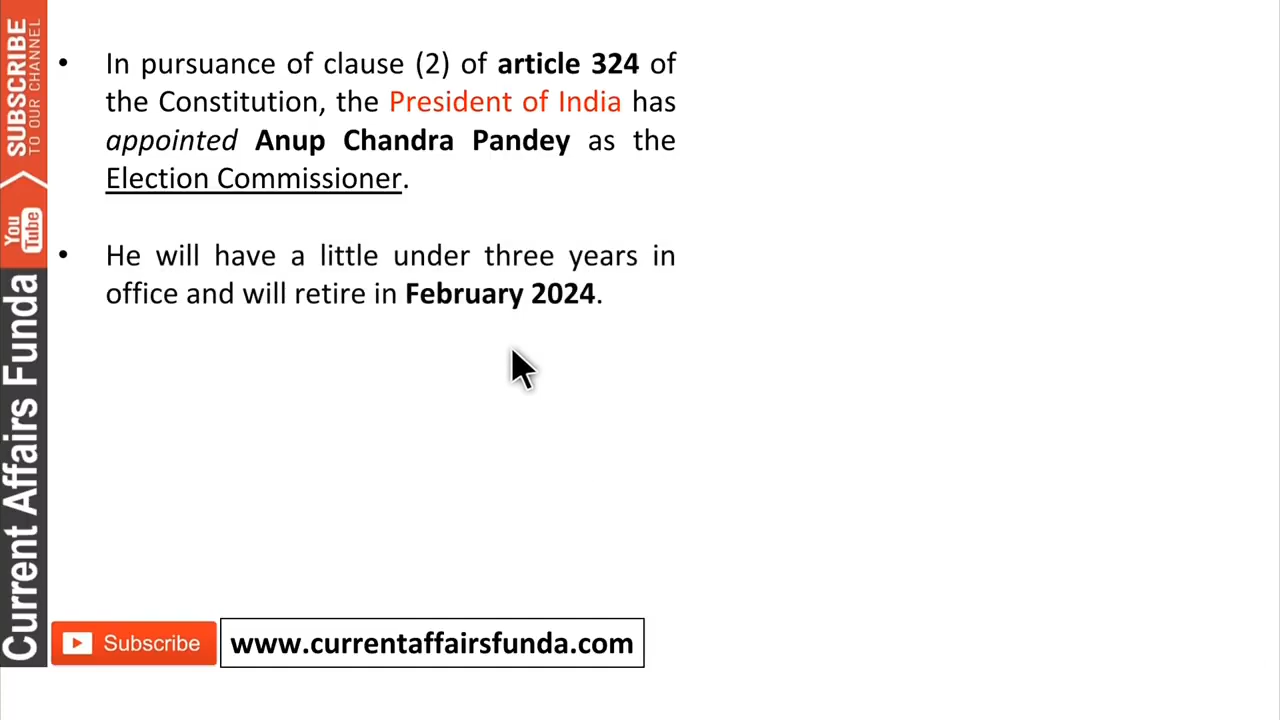 SUBSCRIBE
TO OUR CHANNEL
You
Tube
Current Affairs Funda
• In pursuance of clause (2) of article 324 of
the Constitution, the President of India has
appointed Anup Chandra Pandey as the
Election Commissioner.
• He will have a little under three years in
office and will retire in February 2024.
Subscribe
www.currentaffairsfunda.com